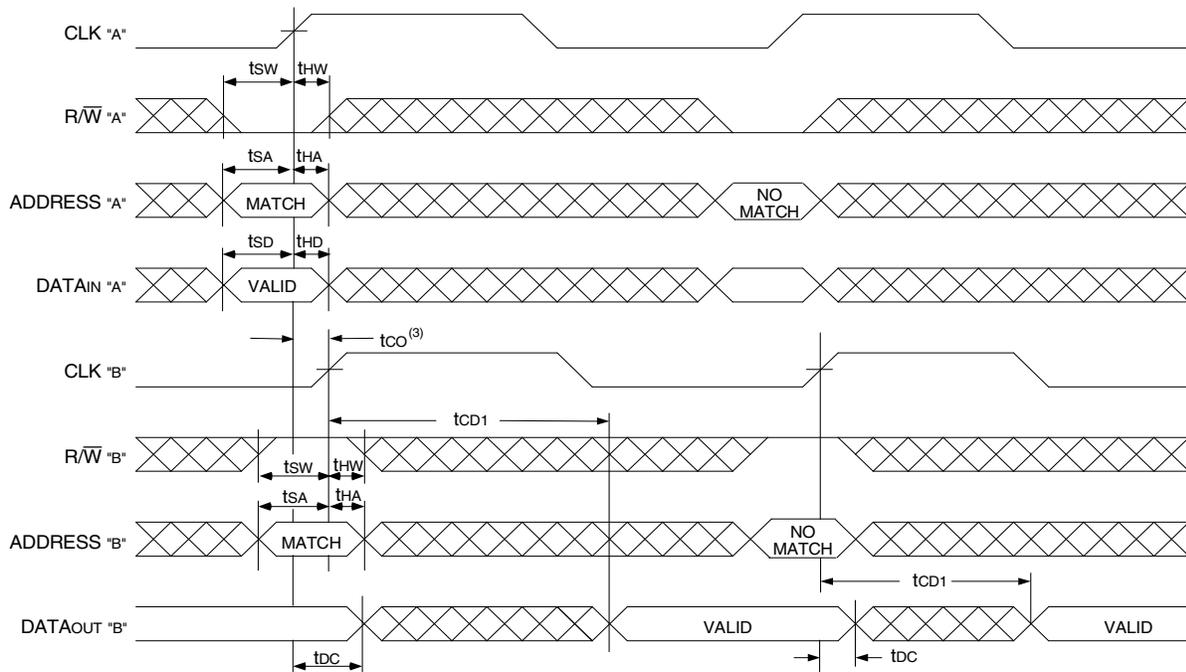 CLK "A"
tSW tHW
R/W̅ "A"
tSA tHA
ADDRESS "A" MATCH NO MATCH
tSD tHD
DATAIN "A" VALID
tCO(3)
CLK "B"
tCD1
R/W̅ "B"
tSW tHW
tSA tHA
ADDRESS "B" MATCH NO MATCH
tCD1
DATAOUT "B" VALID VALID
tDC tDC